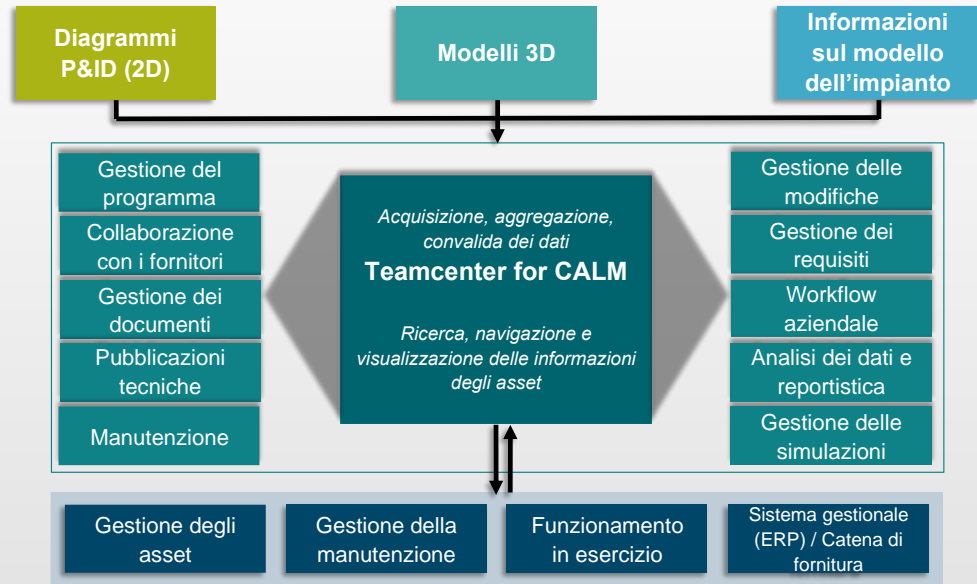 Diagrammi
P&ID (2D)
Modelli 3D
Informazioni
sul modello
dell'impianto
Gestione del
programma
Collaborazione
con i fornitori
Gestione dei
documenti
Pubblicazioni
tecniche
Manutenzione
Acquisizione, aggregazione,
convalida dei dati
Teamcenter for CALM
Ricerca, navigazione e
visualizzazione delle informazioni
degli asset
Gestione delle
modifiche
Gestione dei
requisiti
Workflow
aziendale
Analisi dei dati e
reportistica
Gestione delle
simulazioni
Gestione degli
asset
Gestione della
manutenzione
Funzionamento
in esercizio
Sistema gestionale
(ERP) / Catena di
fornitura